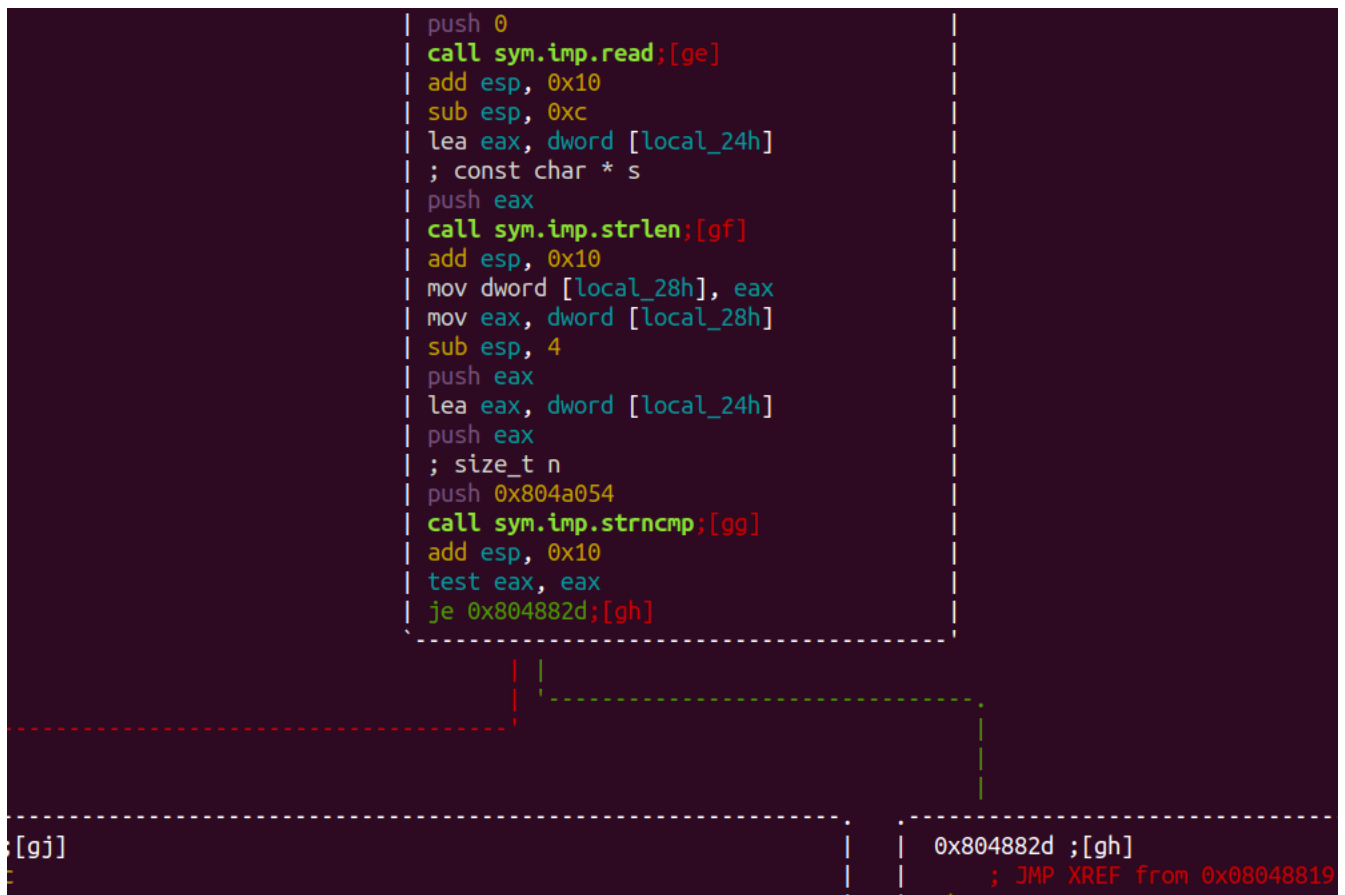 push 0
call sym.imp.read;[ge]
add esp, 0x10
sub esp, 0xc
lea eax, dword [local_24h]
; const char * s
push eax
call sym.imp.strlen;[gf]
add esp, 0x10
mov dword [local_28h], eax
mov eax, dword [local_28h]
sub esp, 4
push eax
lea eax, dword [local_24h]
push eax
; size_t n
push 0x804a054
call sym.imp.strncmp;[gg]
add esp, 0x10
test eax, eax
je 0x804882d;[gh]
;[gj]
0x804882d ;[gh]
; JMP XREF from 0x08048819